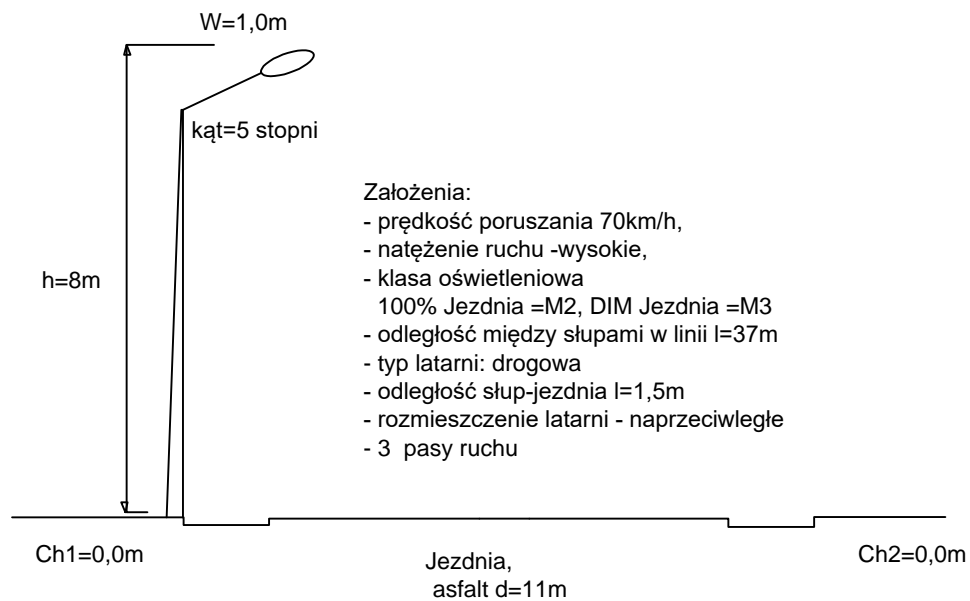 W=1,0m
kąt=5 stopni
Założenia:
- prędkość poruszania 70km/h,
- natężenie ruchu -wysokie,
- klasa oświetleniowa
100% Jezdnia =M2, DIM Jezdnia =M3
- odległość między słupami w linii l=37m
- typ latarni: drogowa
- odległość słup-jezdnia l=1,5m
- rozmieszczenie latarni - naprzeciwległe
- 3 pasy ruchu
h=8m
Ch1=0,0m
Jezdnia,
asfalt d=11m
Ch2=0,0m